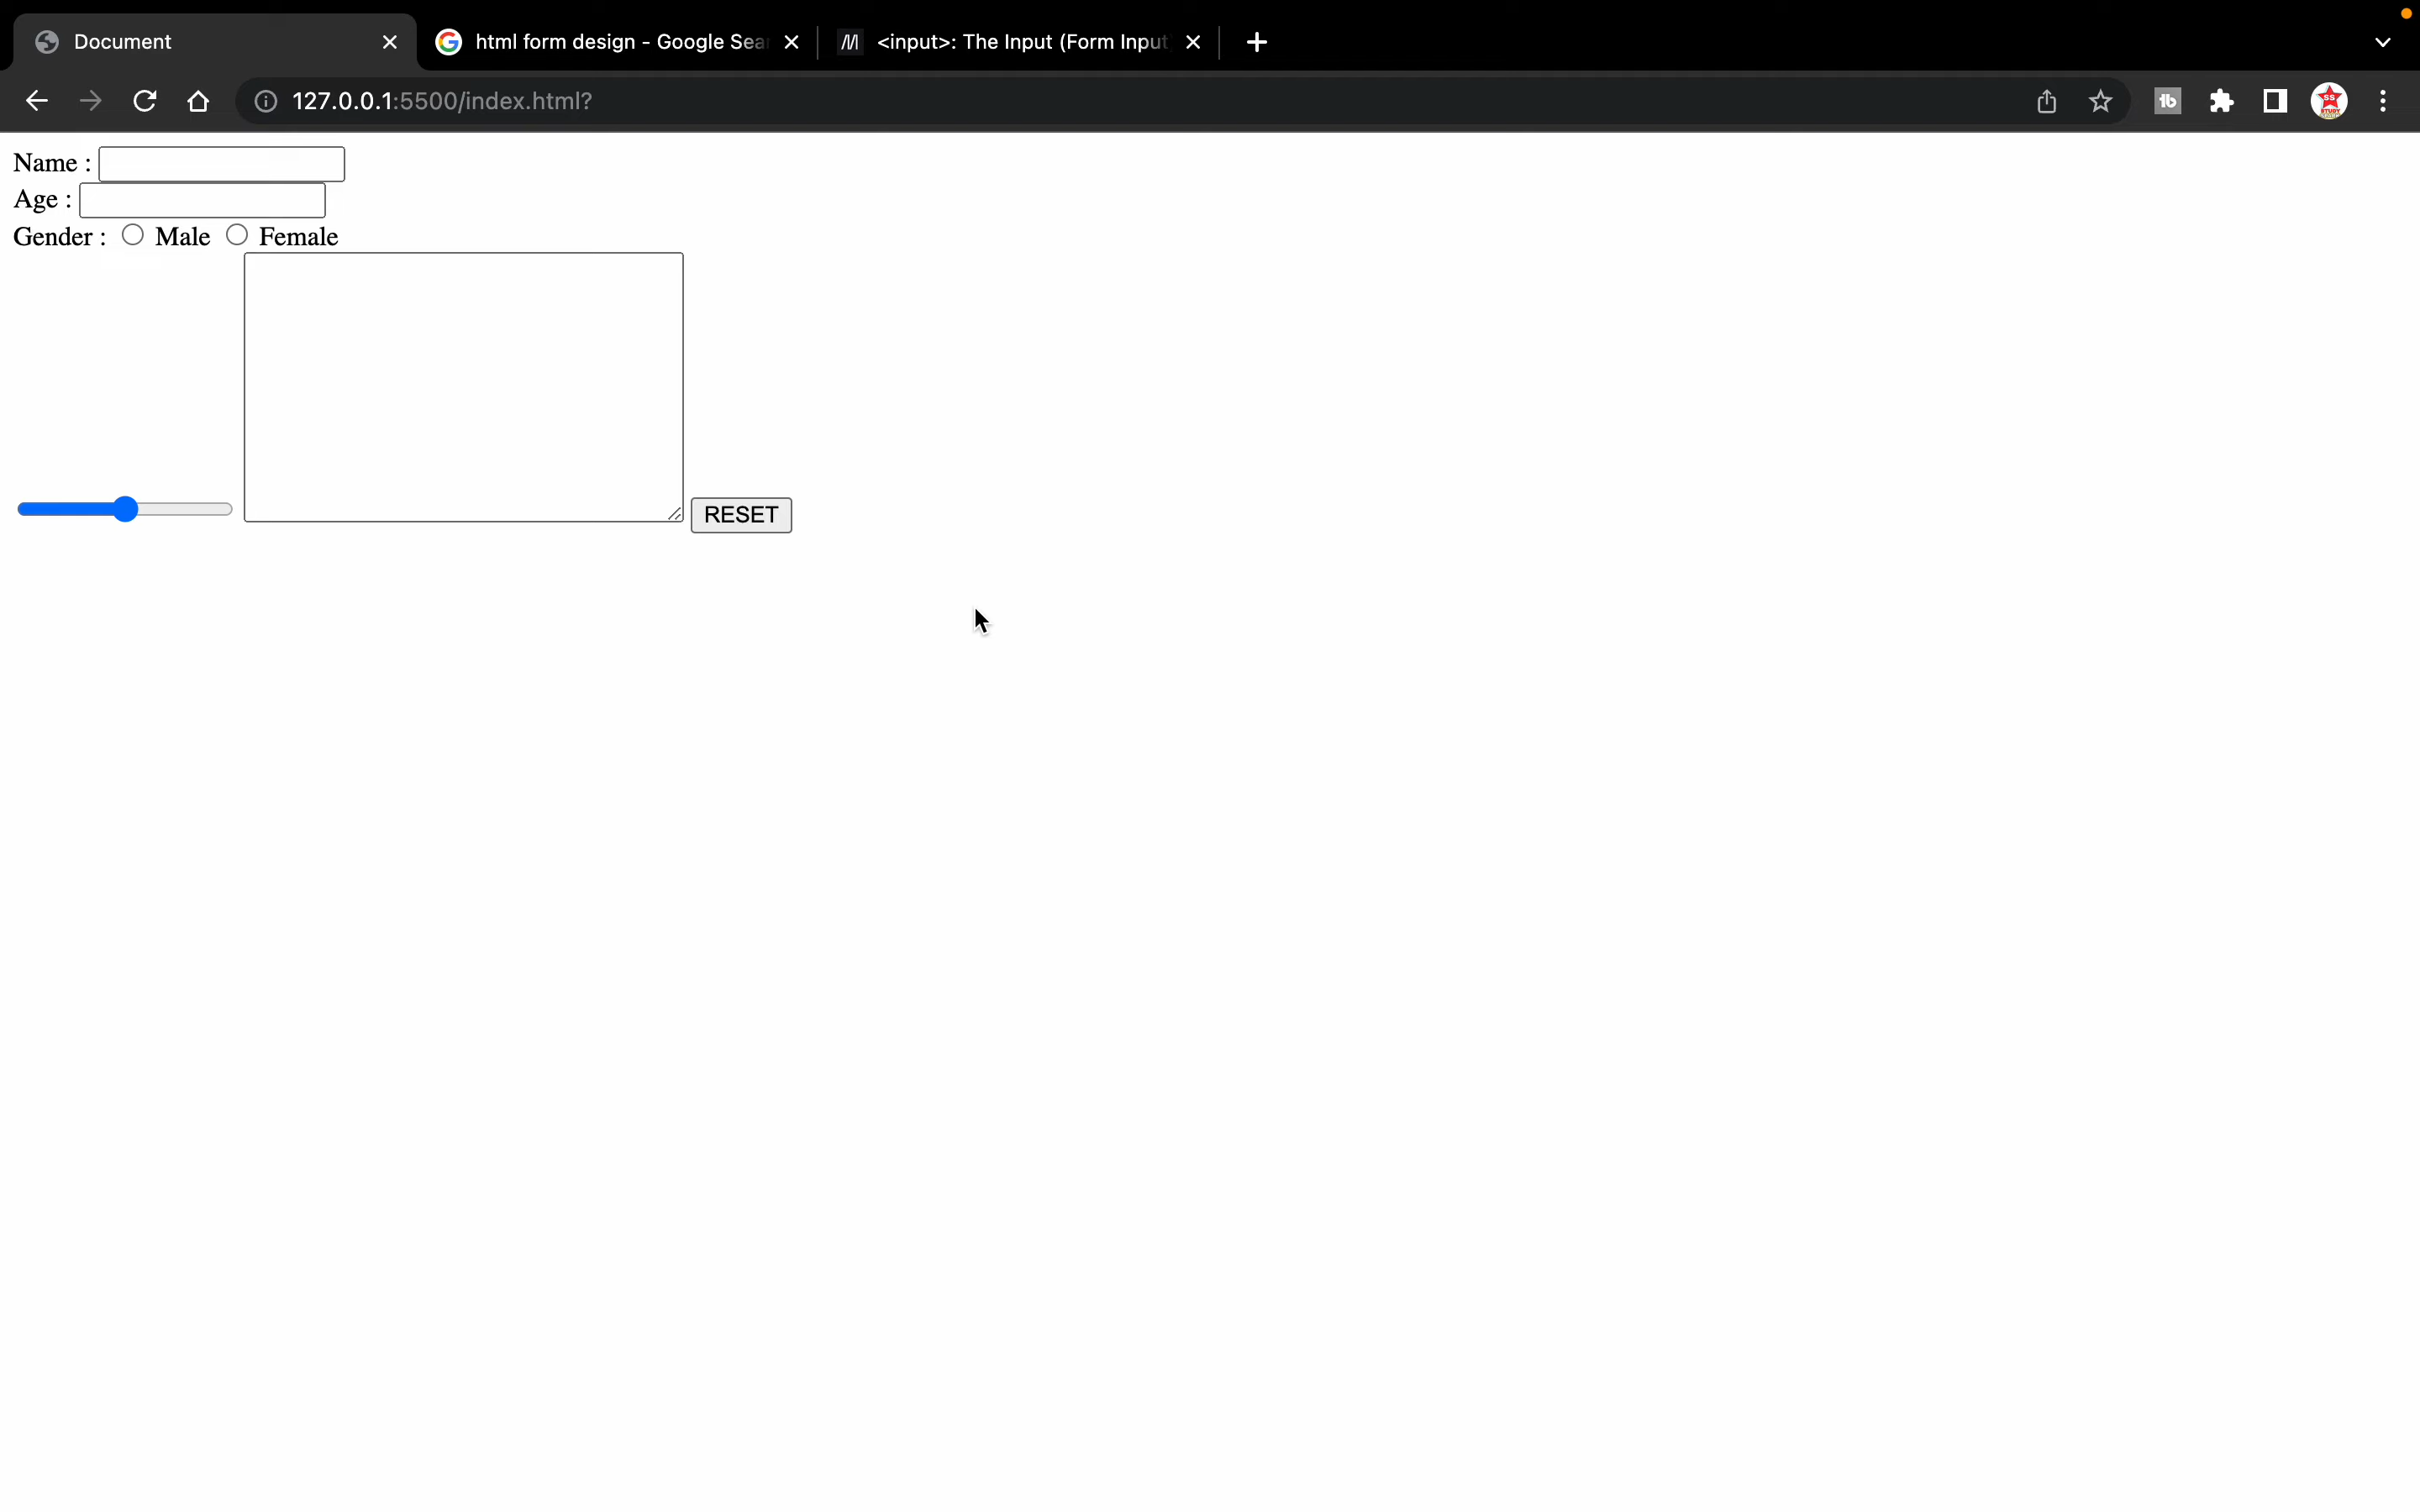 Document
html form design - Google Sea
<input>: The Input (Form Input
127.0.0.1:5500/index.html?
Name :
Age :
Gender : Male Female
RESET